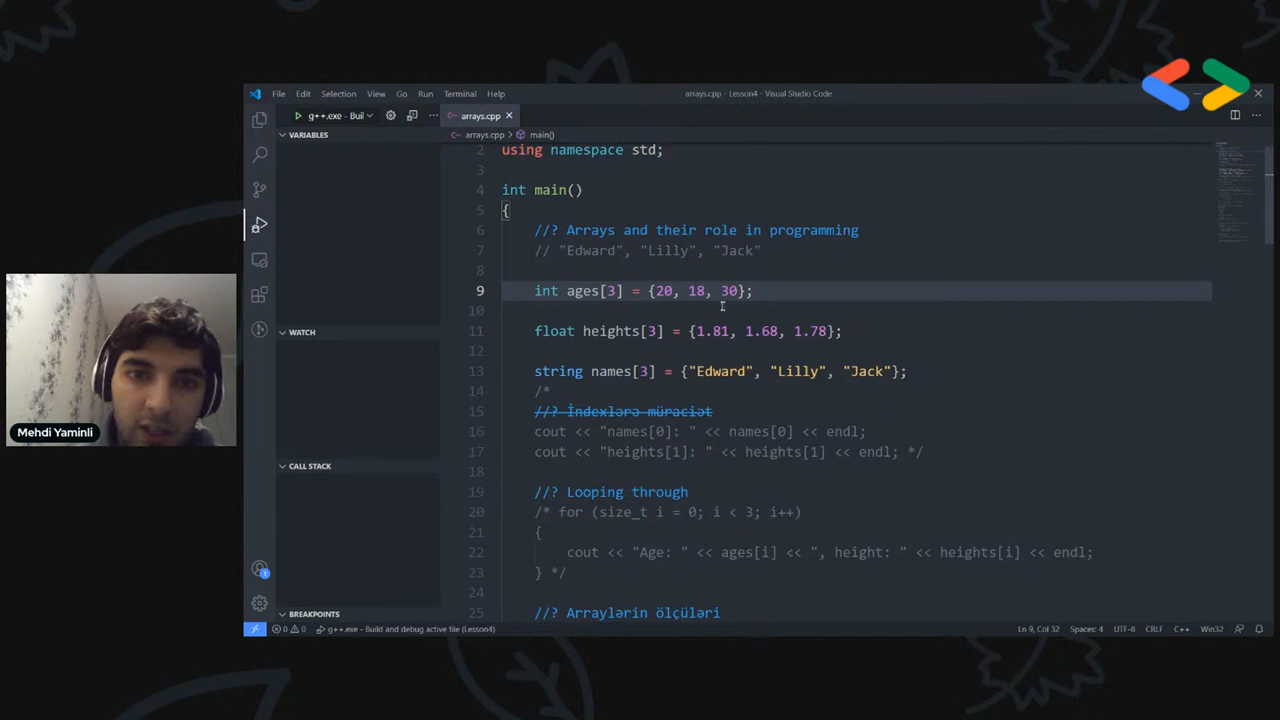 File Edit Selection View Go Run Terminal Help
arrays.cpp - Lesson4 - Visual Studio Code
g++.exe - Buil
arrays.cpp
VARIABLES
arrays.cpp > main()
2 using namespace std;
3
4 int main()
5 {
6 //? Arrays and their role in programming
7 // "Edward", "Lilly", "Jack"
8
9 int ages[3] = {20, 18, 30};
10
11 float heights[3] = {1.81, 1.68, 1.78};
12
13 string names[3] = {"Edward", "Lilly", "Jack"};
14 /*
15 //? İndexlərə müraciət
16 cout << "names[0]: " << names[0] << endl;
17 cout << "heights[1]: " << heights[1] << endl; */
18
19 //? Looping through
20 /* for (size_t i = 0; i < 3; i++)
21 {
22 cout << "Age: " << ages[i] << ", height: " << heights[i] << endl;
23 } */
24
25 //? Arraylərin ölçüləri
WATCH
CALL STACK
BREAKPOINTS
1
Mehdi Yaminli
0 0 g++.exe - Build and debug active file (Lesson4)
Ln 9, Col 32 Spaces: 4 UTF-8 CRLF C++ Win32